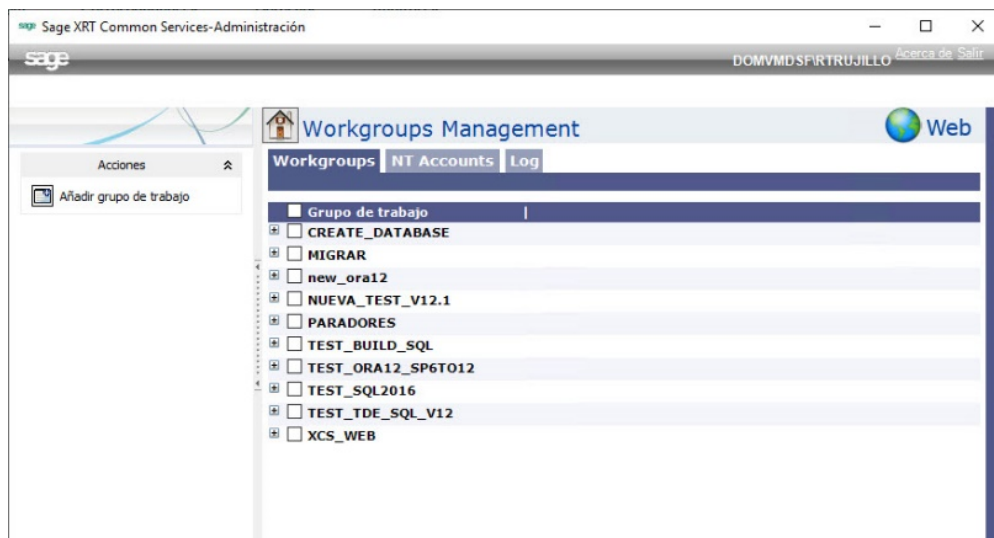 sage Sage XRT Common Services-Administración
sage
DOMVMDSF\RTRUJILLO Acerca de Salir
Workgroups Management
Web
Acciones
Añadir grupo de trabajo
Workgroups NT Accounts Log
Grupo de trabajo
CREATE_DATABASE
MIGRAR
new_ora12
NUEVA_TEST_V12.1
PARADORES
TEST_BUILD_SQL
TEST_ORA12_SP6TO12
TEST_SQL2016
TEST_TDE_SQL_V12
XCS_WEB